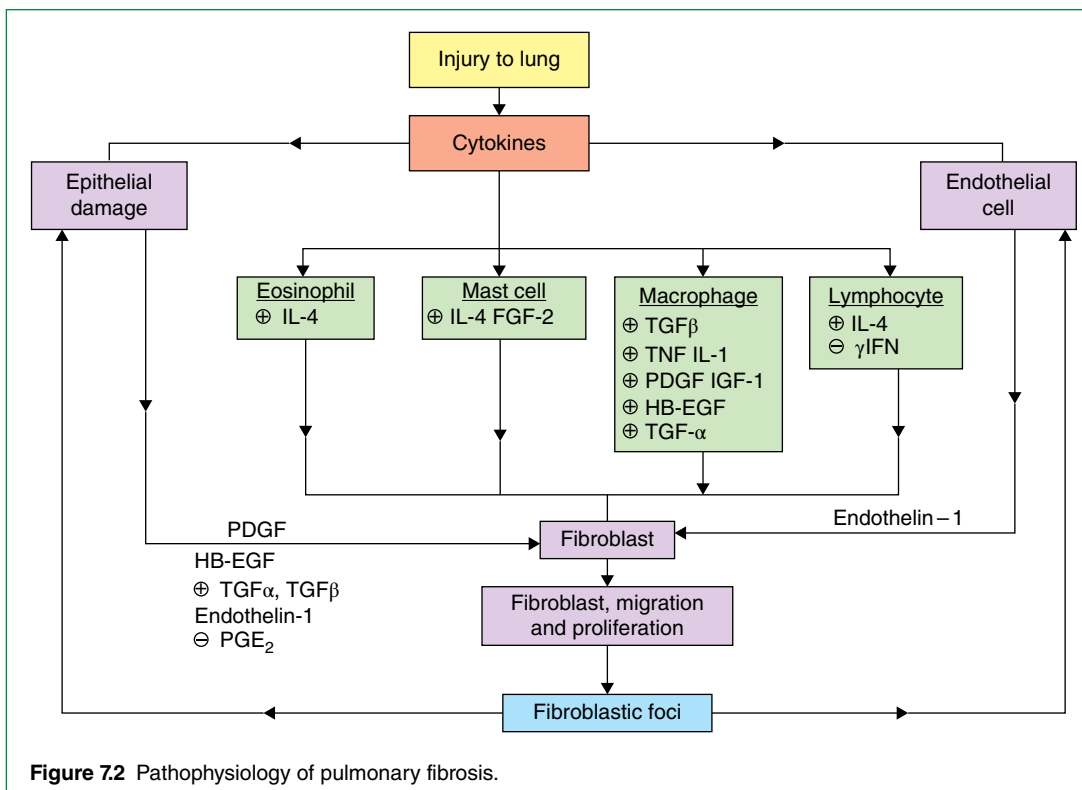 Injury to lung
Cytokines
Epithelial
damage
Endothelial
cell
Eosinophil
⊕ IL-4
Mast cell
⊕ IL-4 FGF-2
Macrophage
⊕ TGFβ
⊕ TNF IL-1
⊕ PDGF IGF-1
⊕ HB-EGF
⊕ TGF-α
Lymphocyte
⊕ IL-4
⊖ γIFN
PDGF
HB-EGF
⊕ TGFα, TGFβ
Endothelin-1
⊖ PGE₂
Endothelin–1
Fibroblast
Fibroblast, migration
and proliferation
Fibroblastic foci
Figure 7.2 Pathophysiology of pulmonary fibrosis.